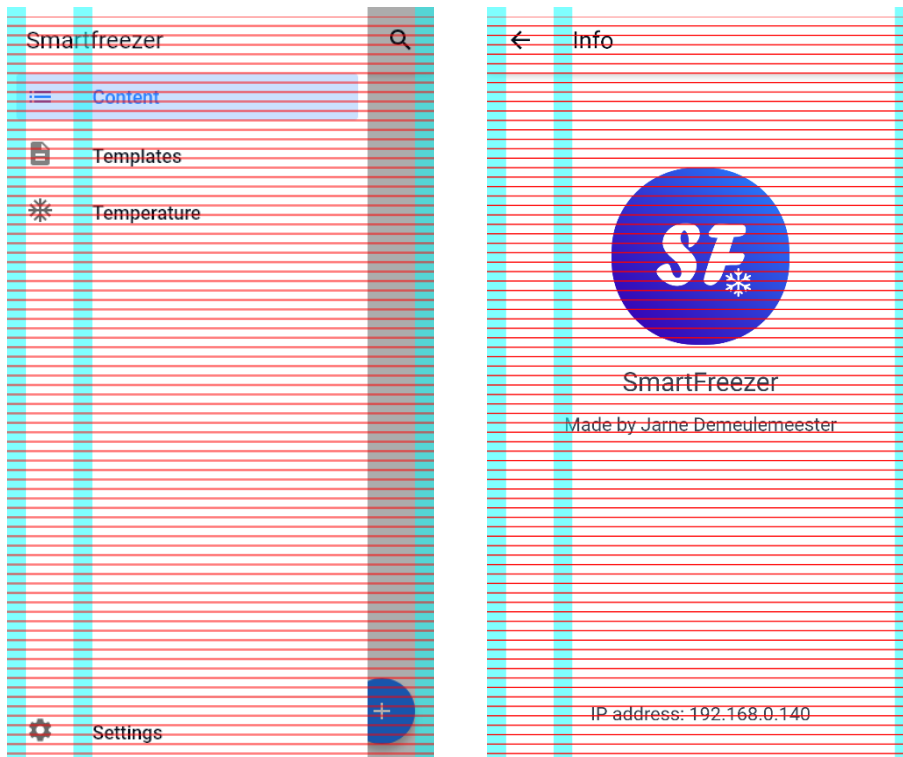 Smartfreezer
Content
Templates
Temperature
Settings
Info
SF
SmartFreezer
Made by Jarne Demeulemeester
IP address: 192.168.0.140